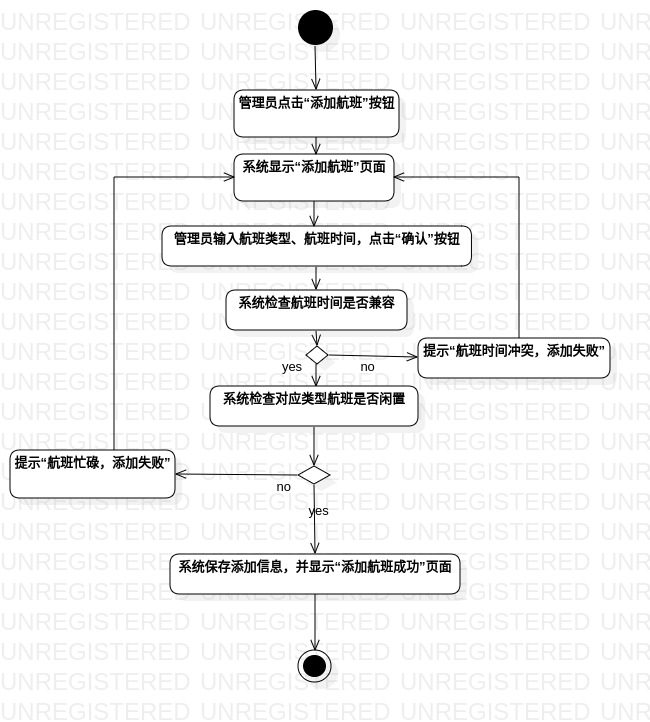 管理员点击“添加航班”按钮
系统显示“添加航班”页面
管理员输入航班类型、航班时间，点击“确认”按钮
系统检查航班时间是否兼容
提示“航班时间冲突，添加失败”
yes
no
系统检查对应类型航班是否闲置
提示“航班忙碌，添加失败”
no
yes
系统保存添加信息，并显示“添加航班成功”页面
UNREGISTERED UNREGISTERED UNREGISTERED UNR